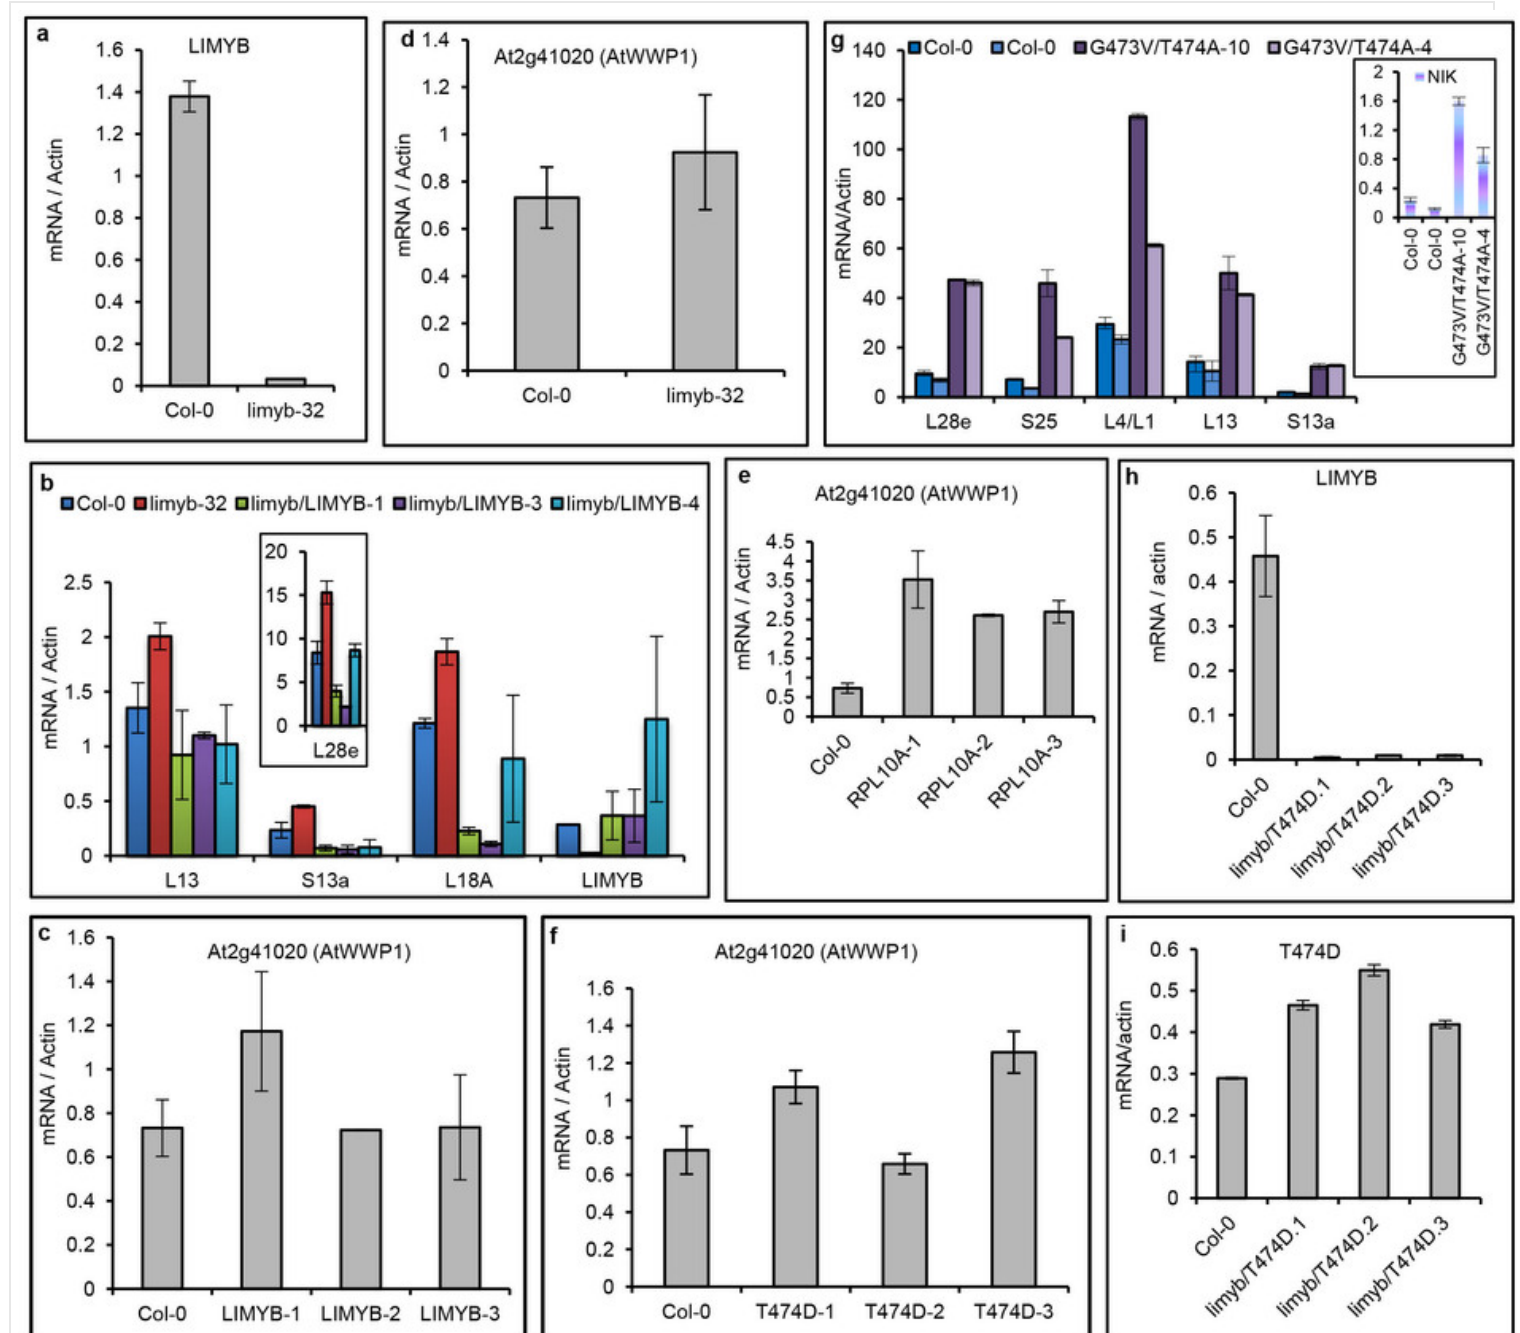 a
LIMYB
1.6
1.4
1.2
1
0.8
0.6
0.4
0.2
0
mRNA / Actin
Col-0 limyb-32
d
At2g41020 (AtWWP1)
1.4
1.2
1
0.8
0.6
0.4
0.2
0
mRNA / Actin
Col-0 limyb-32
g
Col-0 Col-0 G473V/T474A-10 G473V/T474A-4
140
120
100
80
60
40
20
0
mRNA/Actin
L28e S25 L4/L1 L13 S13a
NIK
2
1.6
1.2
0.8
0.4
0
Col-0
Col-0
G473V/T474A-10
G473V/T474A-4
b
Col-0 limyb-32 limyb/LIMYB-1 limyb/LIMYB-3 limyb/LIMYB-4
2.5
2
1.5
1
0.5
0
mRNA / Actin
L13 S13a L18A LIMYB
20
15
10
5
0
L28e
e
At2g41020 (AtWWP1)
4.5
4
3.5
3
2.5
2
1.5
1
0.5
0
mRNA / Actin
Col-0
RPL10A-1
RPL10A-2
RPL10A-3
h
LIMYB
0.6
0.5
0.4
0.3
0.2
0.1
0
mRNA / actin
Col-0
limyb/T474D.1
limyb/T474D.2
limyb/T474D.3
c
At2g41020 (AtWWP1)
1.6
1.4
1.2
1
0.8
0.6
0.4
0.2
0
mRNA / Actin
Col-0 LIMYB-1 LIMYB-2 LIMYB-3
f
At2g41020 (AtWWP1)
1.6
1.4
1.2
1
0.8
0.6
0.4
0.2
0
mRNA / Actin
Col-0 T474D-1 T474D-2 T474D-3
i
T474D
0.6
0.5
0.4
0.3
0.2
0.1
0
mRNA/actin
Col-0
limyb/T474D.1
limyb/T474D.2
limyb/T474D.3